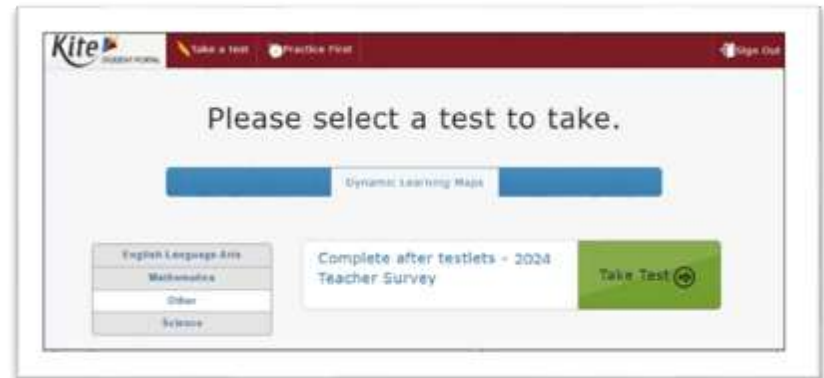 Kite
STUDENT PORTAL
Take a test
Practice First
Sign Out
Please select a test to take.
Dynamic Learning Maps
English Language Arts
Mathematics
Other
Science
Complete after testlets - 2024
Teacher Survey
Take Test